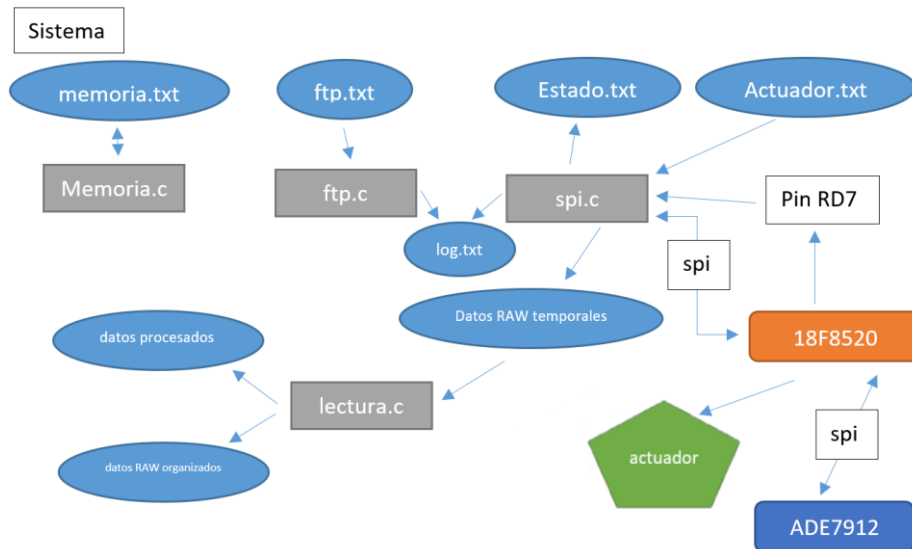 Sistema
memoria.txt
ftp.txt
Estado.txt
Actuador.txt
Memoria.c
ftp.c
spi.c
Pin RD7
log.txt
spi
Datos RAW temporales
18F8520
datos procesados
lectura.c
actuador
spi
datos RAW organizados
ADE7912